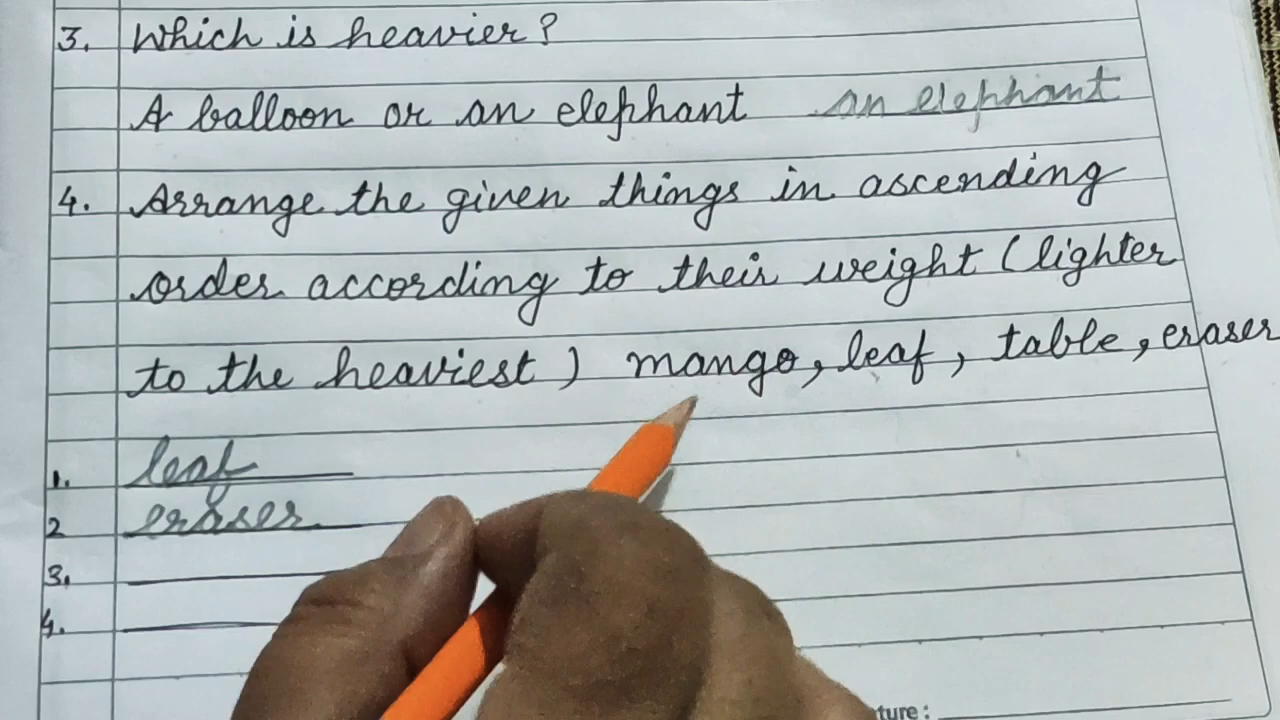 3. Which is heavier?
A balloon or an elephant an elephant
4. Arrange the given things in ascending
order according to their weight (lighter
to the heaviest) mango, leaf, table, eraser
1. leaf
2 eraser
3.
4.
ture: